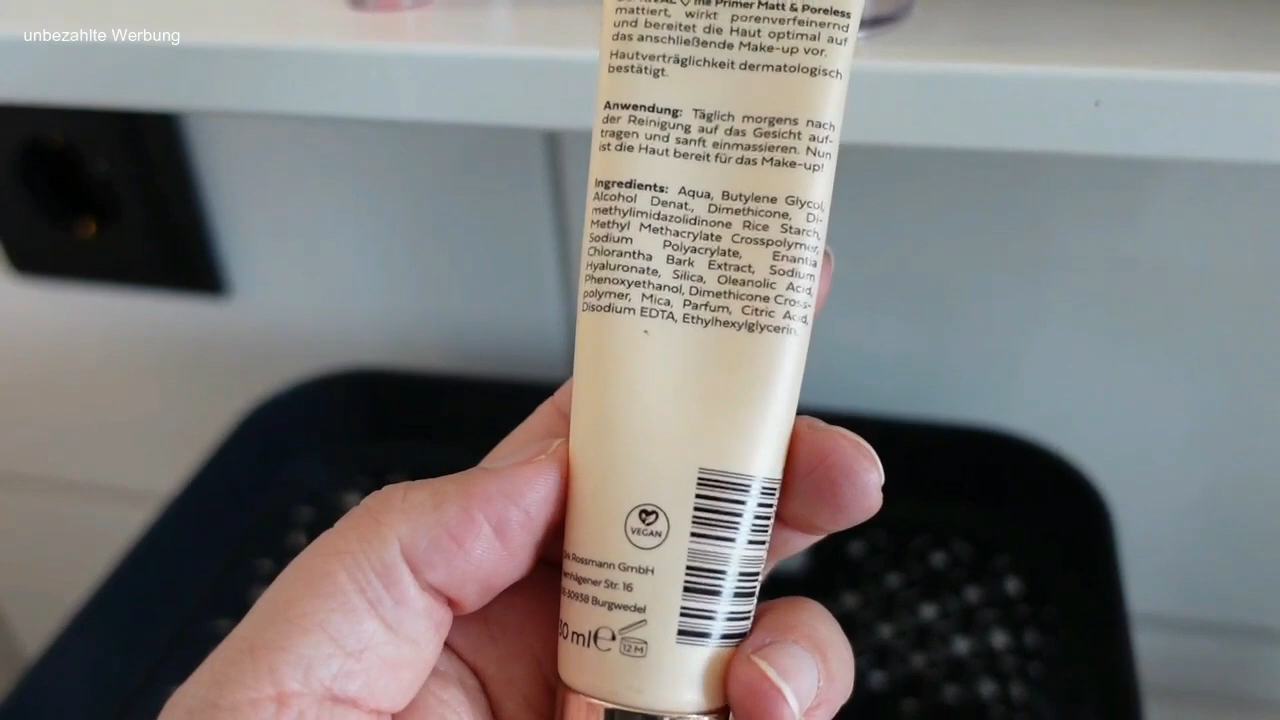 unbezahlte Werbung
me Primer Matt & Poreless
mattiert, wirkt porenverfeinernd
und bereitet die Haut optimal auf
das anschließende Make-up vor.
Hautverträglichkeit dermatologisch
bestätigt.
Anwendung: Täglich morgens nach
der Reinigung auf das Gesicht auf-
tragen und sanft einmassieren. Nun
ist die Haut bereit für das Make-up!
Ingredients: Aqua, Butylene Glycol,
Alcohol Denat., Dimethicone, Di-
methylimidazolidinone Rice Starch,
Methyl Methacrylate Crosspolymer,
Sodium Polyacrylate, Enantia
Chlorantha Bark Extract, Sodium
Hyaluronate, Silica, Oleanolic Acid,
Phenoxyethanol, Dimethicone Cross-
polymer, Mica, Parfum, Citric Acid,
Disodium EDTA, Ethylhexylglycerin.
VEGAN
Rossmann GmbH
Str. 16
30938 Burgwedel
30 ml e
12 M